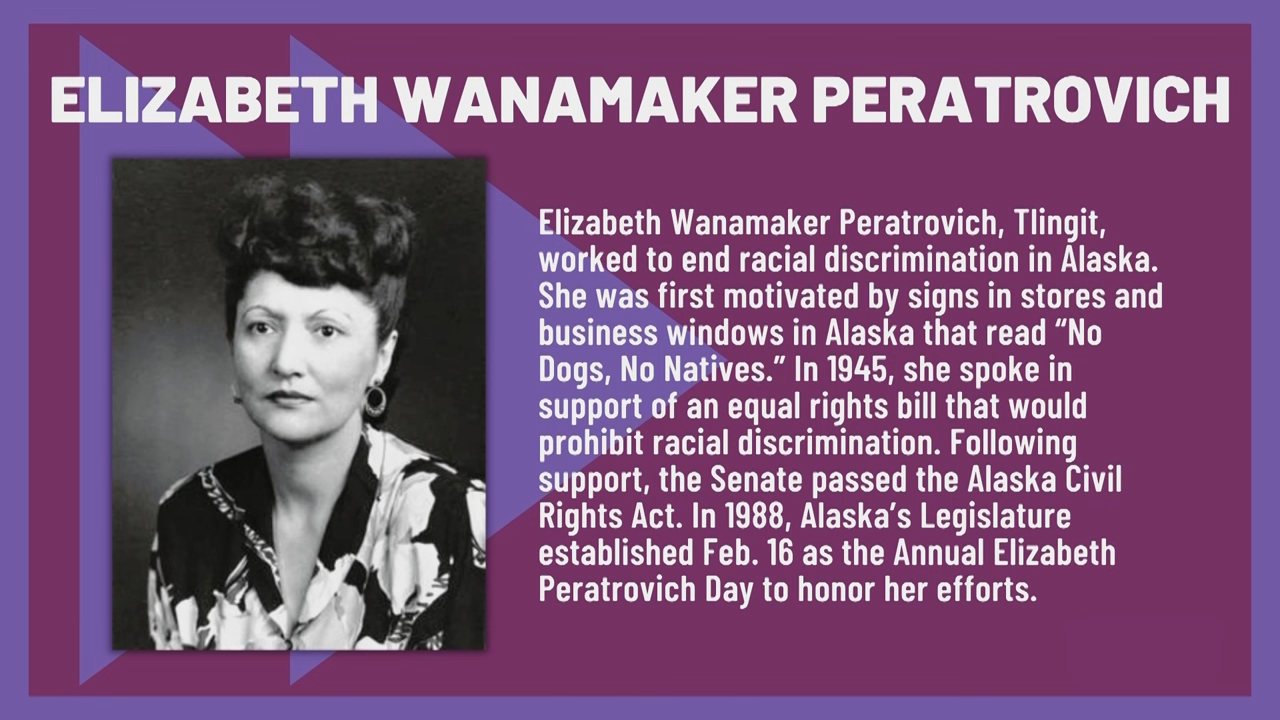 ELIZABETH WANAMAKER PERATROVICH
Elizabeth Wanamaker Peratrovich, Tlingit,
worked to end racial discrimination in Alaska.
She was first motivated by signs in stores and
business windows in Alaska that read “No
Dogs, No Natives.” In 1945, she spoke in
support of an equal rights bill that would
prohibit racial discrimination. Following
support, the Senate passed the Alaska Civil
Rights Act. In 1988, Alaska’s Legislature
established Feb. 16 as the Annual Elizabeth
Peratrovich Day to honor her efforts.